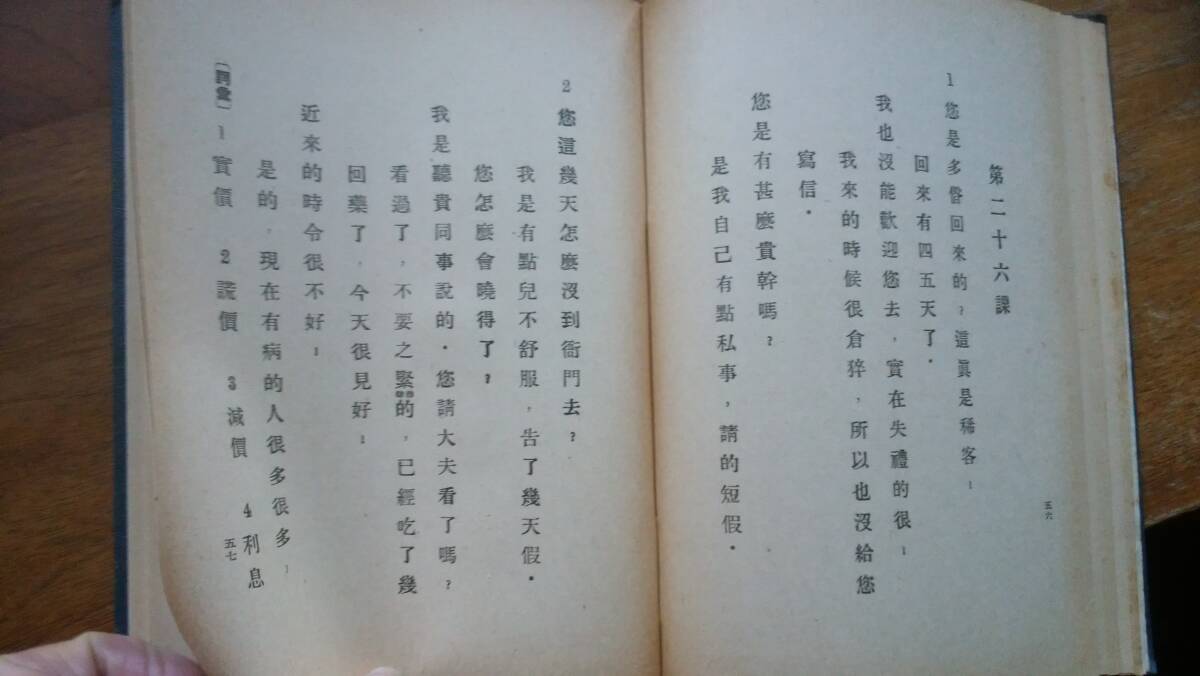 五六
第二十六課
1 您是多喒回來的？這眞是稀客！
回來有四五天了．
我也沒能歡迎您去，實在失禮的很！
我來的時候很倉猝，所以也沒給您
寫信．
您是有甚麼貴幹嗎？
是我自己有點私事，請的短假．
2 您這幾天怎麼沒到衙門去？
我是有點兒不舒服，告了幾天假．
您怎麼會曉得了？
我是聽貴同事說的．您請大夫看了嗎？
看過了，不要之緊的，已經吃了幾
回藥了，今天很見好！
近來的時令很不好！
是的，現在有病的人很多很多！
〔詞彙〕 1 實價 2 謊價 3 減價 4 利息
五七